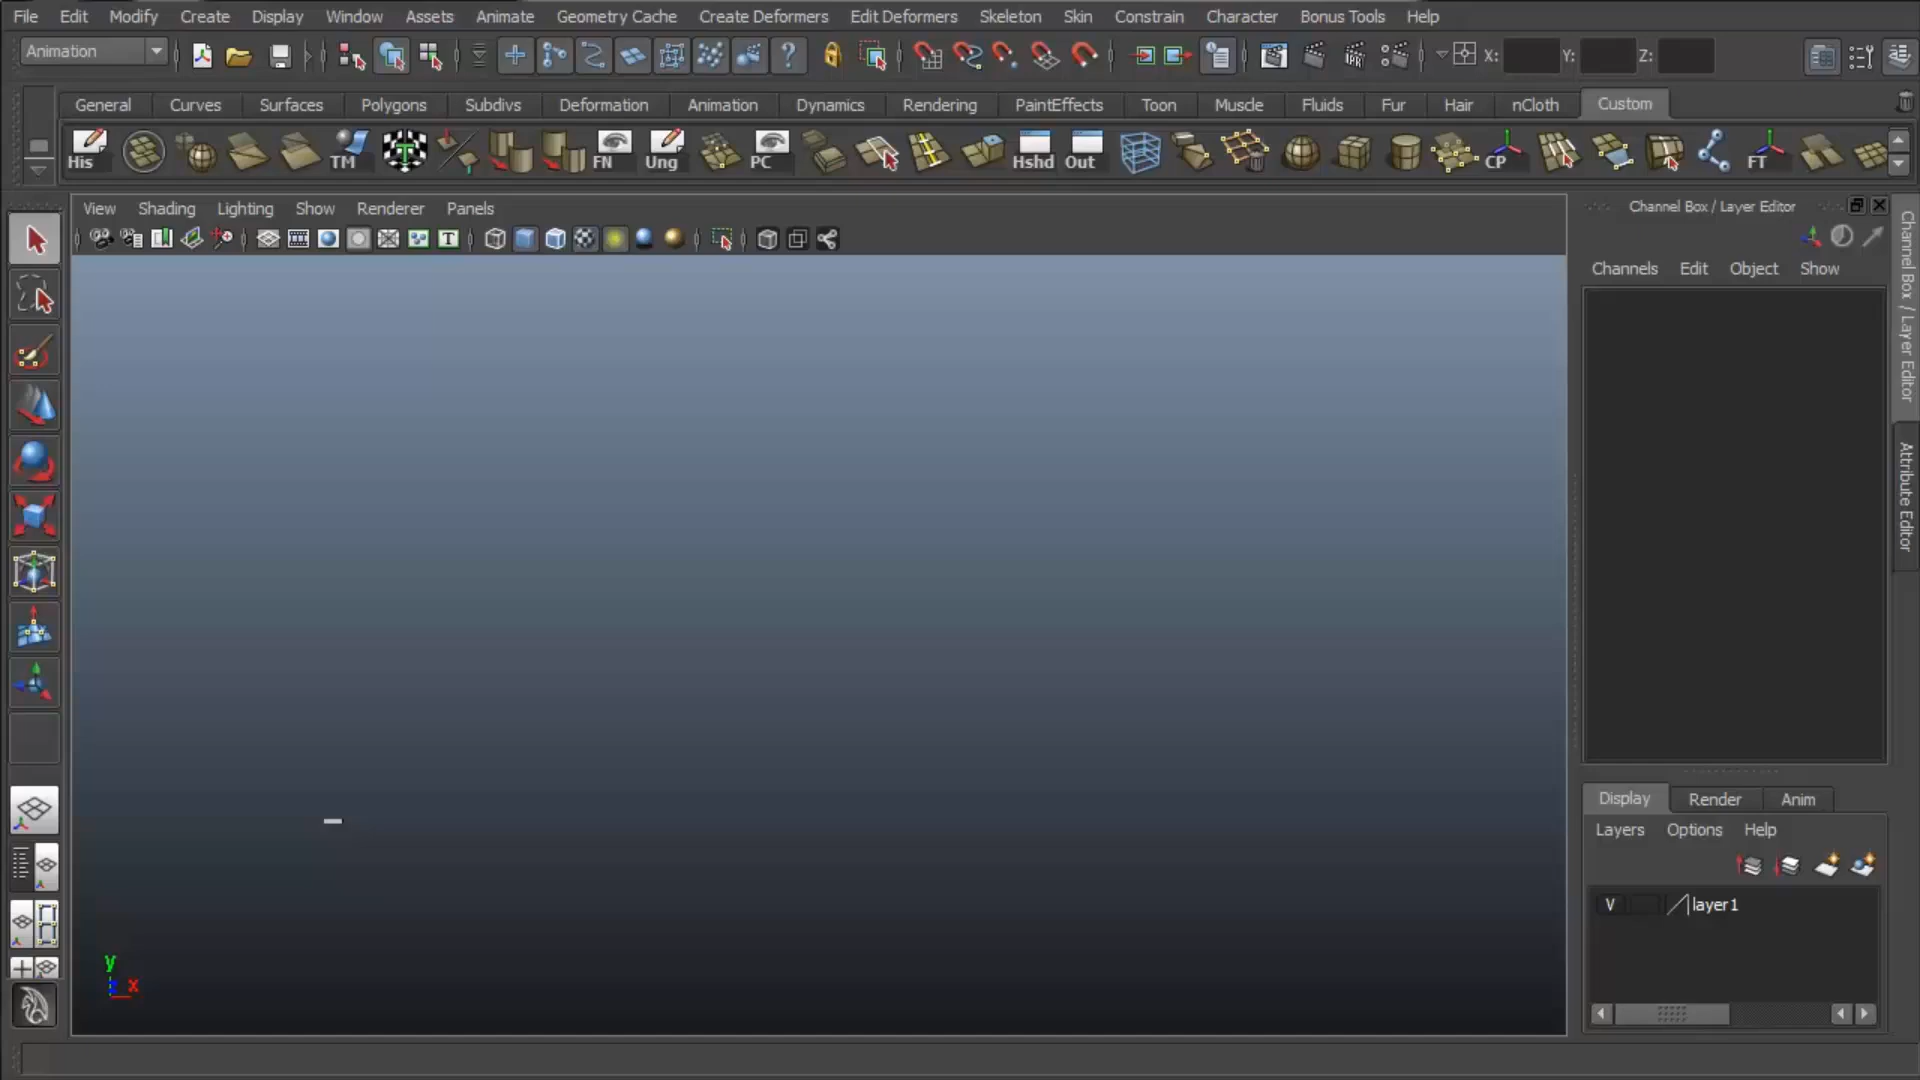 File Edit Modify Create Display Window Assets Animate Geometry Cache Create Deformers Edit Deformers Skeleton Skin Constrain Character Bonus Tools Help
Animation X: Y: Z:
General Curves Surfaces Polygons Subdivs Deformation Animation Dynamics Rendering PaintEffects Toon Muscle Fluids Fur Hair nCloth Custom
His TM FN Ung PC Hshd Out CP FT
View Shading Lighting Show Renderer Panels
Channel Box / Layer Editor
Channels Edit Object Show
Channel Box / Layer Editor
Attribute Editor
Display Render Anim
Layers Options Help
V layer1
y
x